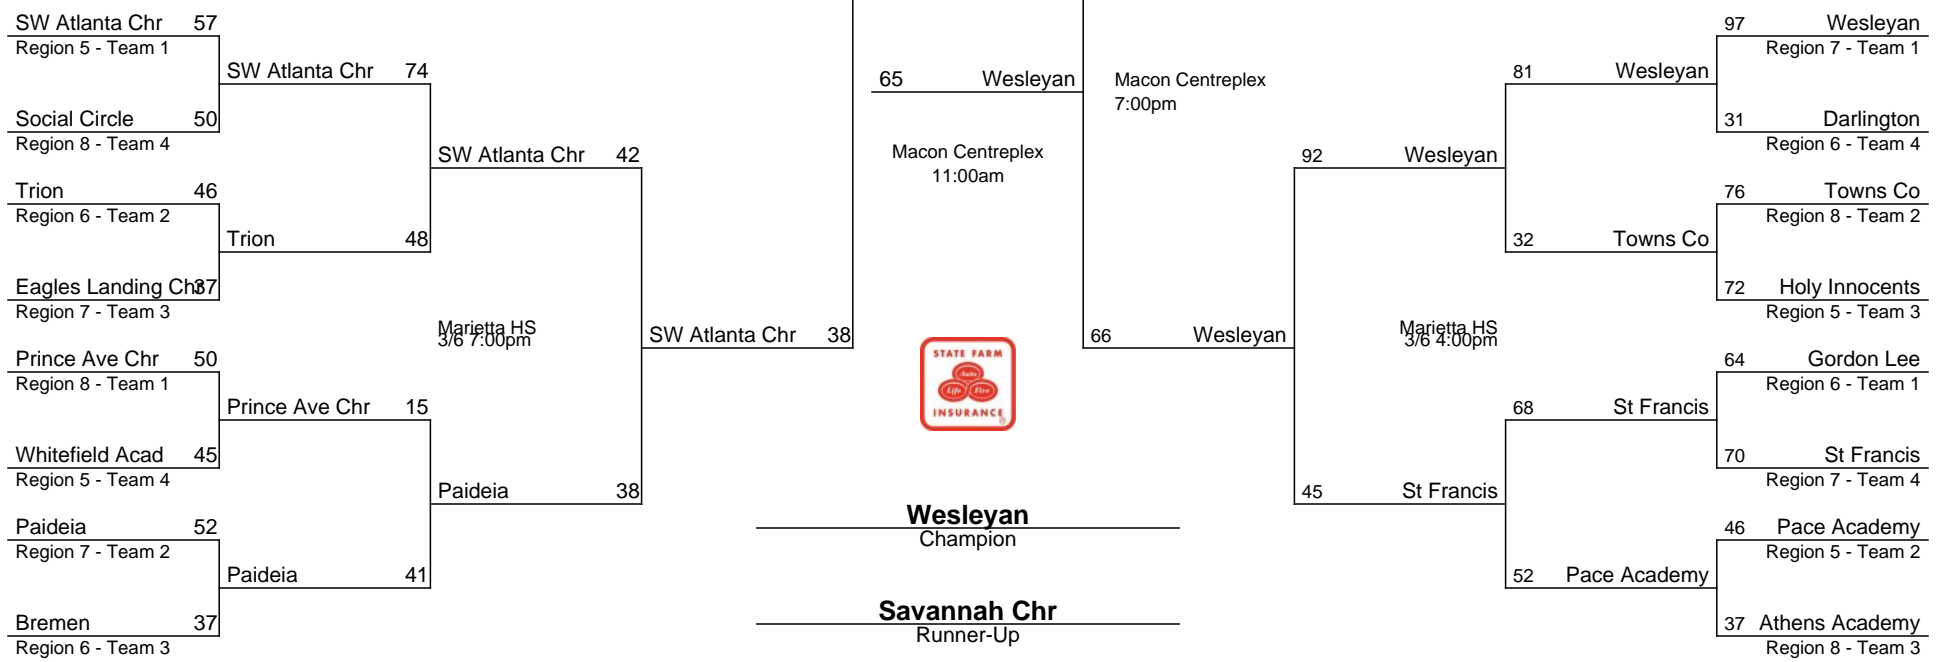 SW Atlanta Chr 57
Region 5 - Team 1
Social Circle 50
Region 8 - Team 4
Trion 46
Region 6 - Team 2
Eagles Landing Chr 37
Region 7 - Team 3
Prince Ave Chr 50
Region 8 - Team 1
Whitefield Acad 45
Region 5 - Team 4
Paideia 52
Region 7 - Team 2
Bremen 37
Region 6 - Team 3
SW Atlanta Chr 74
Trion 48
Prince Ave Chr 15
Paideia 41
SW Atlanta Chr 42
Marietta HS
3/6 7:00pm
Paideia 38
SW Atlanta Chr 38
65 Wesleyan
Macon Centreplex
11:00am
STATE FARM
Auto
Life Fire
INSURANCE
®
Wesleyan
Champion
Savannah Chr
Runner-Up
Macon Centreplex
7:00pm
66 Wesleyan
92 Wesleyan
Marietta HS
3/6 4:00pm
45 St Francis
81 Wesleyan
32 Towns Co
68 St Francis
52 Pace Academy
97 Wesleyan
Region 7 - Team 1
31 Darlington
Region 6 - Team 4
76 Towns Co
Region 8 - Team 2
72 Holy Innocents
Region 5 - Team 3
64 Gordon Lee
Region 6 - Team 1
70 St Francis
Region 7 - Team 4
46 Pace Academy
Region 5 - Team 2
37 Athens Academy
Region 8 - Team 3